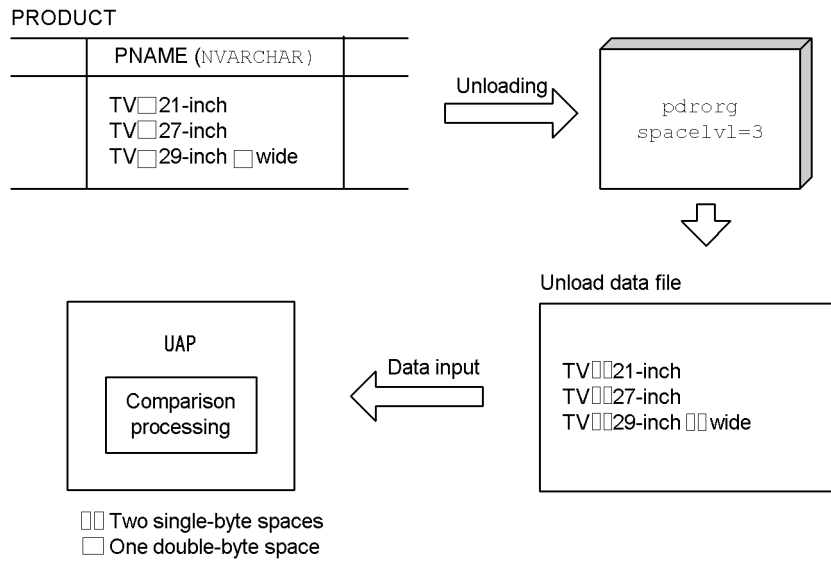 PRODUCT
PNAME (NVARCHAR)
TV□21-inch
TV□27-inch
TV□29-inch □wide
Unloading
pdrorg
spacelvl=3
Unload data file
TV▯▯21-inch
TV▯▯27-inch
TV▯▯29-inch ▯▯wide
Data input
UAP
Comparison
processing
▯▯ Two single-byte spaces
□ One double-byte space